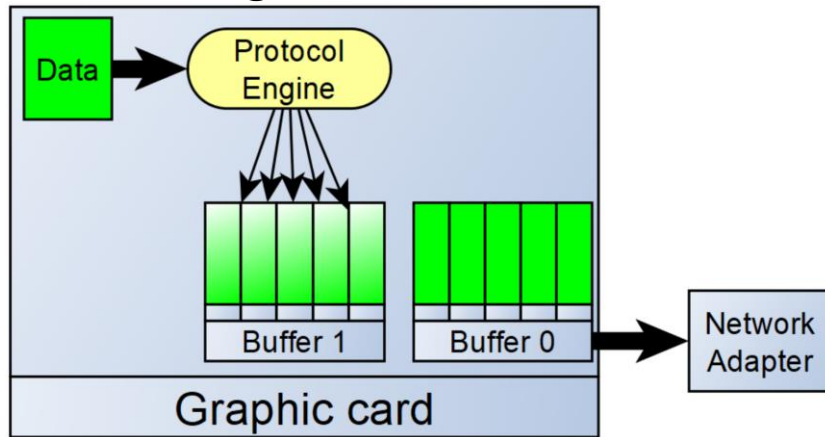 Data
Protocol
Engine
Buffer 1
Buffer 0
Network
Adapter
Graphic card